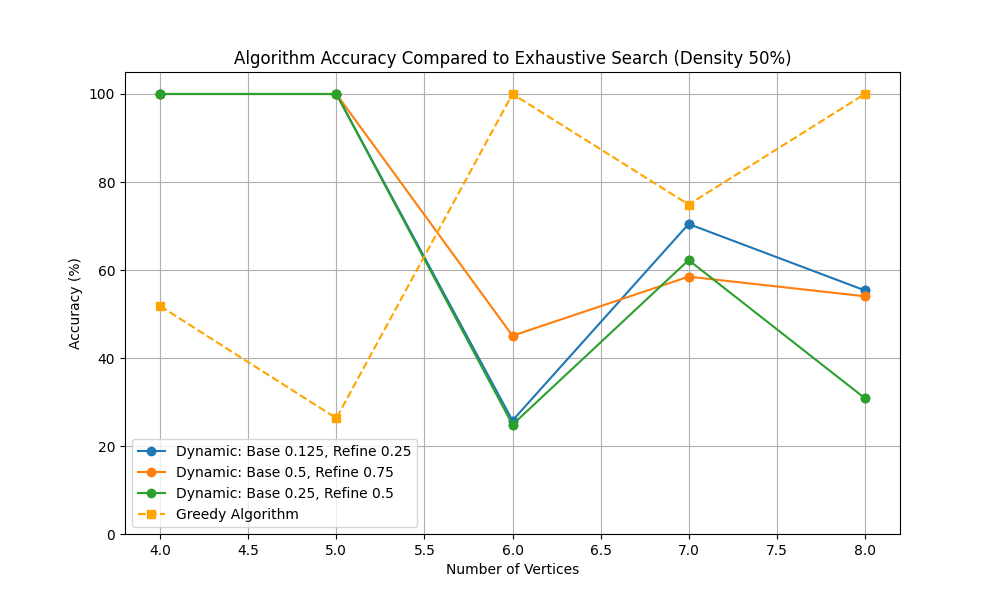 Algorithm Accuracy Compared to Exhaustive Search (Density 50%)
Accuracy (%)
100
80
60
40
20
0
Dynamic: Base 0.125, Refine 0.25
Dynamic: Base 0.5, Refine 0.75
Dynamic: Base 0.25, Refine 0.5
Greedy Algorithm
4.0 4.5 5.0 5.5 6.0 6.5 7.0 7.5 8.0
Number of Vertices